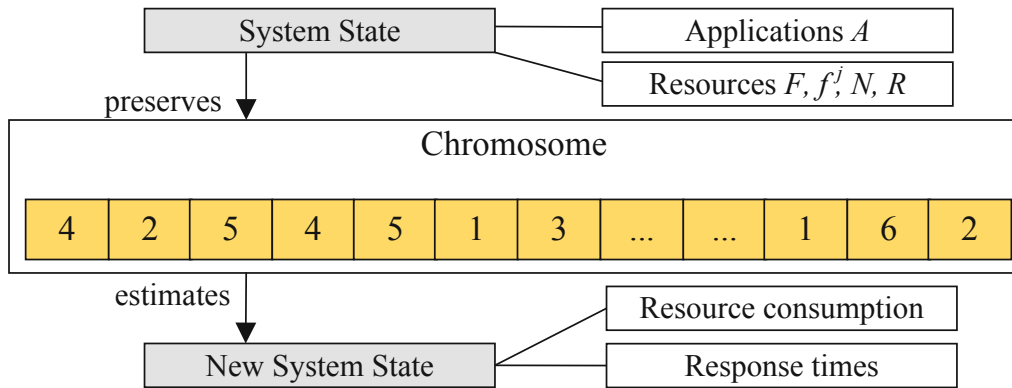 System State
Applications A
Resources F, f^j, N, R
preserves
Chromosome
4 2 5 4 5 1 3 ... ... 1 6 2
estimates
Resource consumption
New System State
Response times